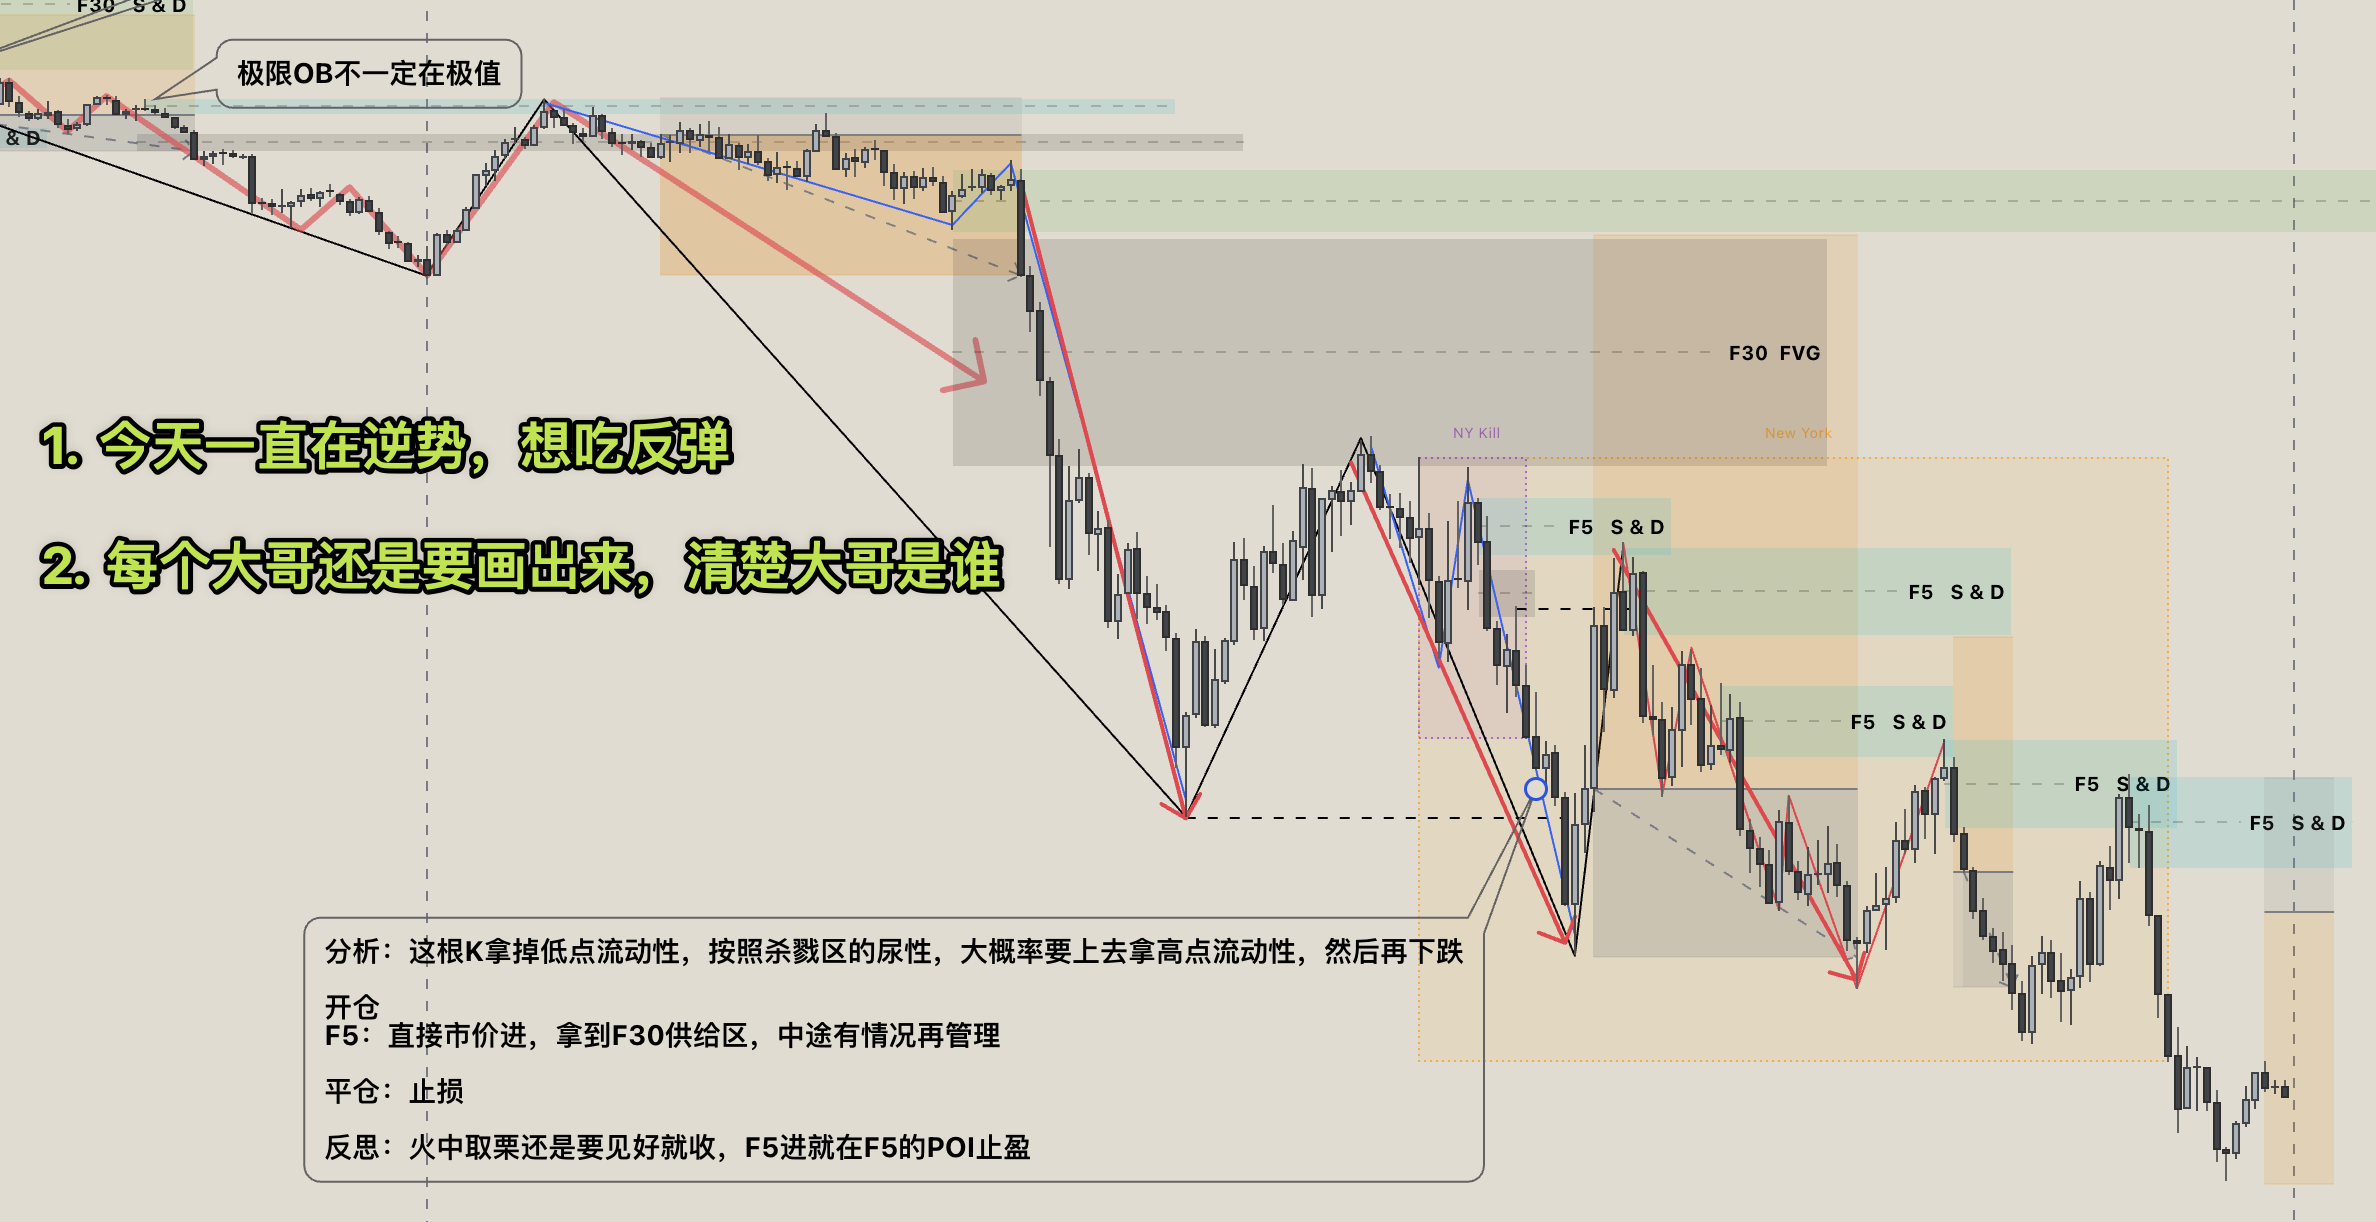 F30 S & D
极限OB不一定在极值
& D
F30 FVG
1. 今天一直在逆势，想吃反弹
NY Kill
New York
F5 S & D
2. 每个大哥还是要画出来，清楚大哥是谁
F5 S & D
F5 S & D
F5 S & D
F5 S & D
分析：这根K拿掉低点流动性，按照杀戮区的尿性，大概率要上去拿高点流动性，然后再下跌
开仓
F5：直接市价进，拿到F30供给区，中途有情况再管理
平仓：止损
反思：火中取栗还是要见好就收，F5进就在F5的POI止盈